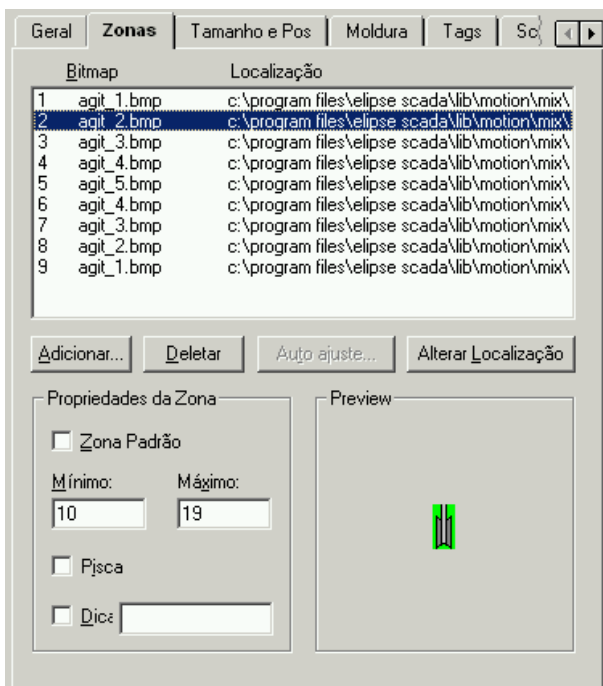 Geral Zonas Tamanho e Pos Moldura Tags Sc
Bitmap Localização
1 agit_1.bmp c:\program files\elipse scada\lib\motion\mix\
2 agit_2.bmp c:\program files\elipse scada\lib\motion\mix\
3 agit_3.bmp c:\program files\elipse scada\lib\motion\mix\
4 agit_4.bmp c:\program files\elipse scada\lib\motion\mix\
5 agit_5.bmp c:\program files\elipse scada\lib\motion\mix\
6 agit_4.bmp c:\program files\elipse scada\lib\motion\mix\
7 agit_3.bmp c:\program files\elipse scada\lib\motion\mix\
8 agit_2.bmp c:\program files\elipse scada\lib\motion\mix\
9 agit_1.bmp c:\program files\elipse scada\lib\motion\mix\
Adicionar... Deletar Auto ajuste... Alterar Localização
Propriedades da Zona Preview
Zona Padrão
Mínimo: Máximo:
10 19
Pisca
Dica